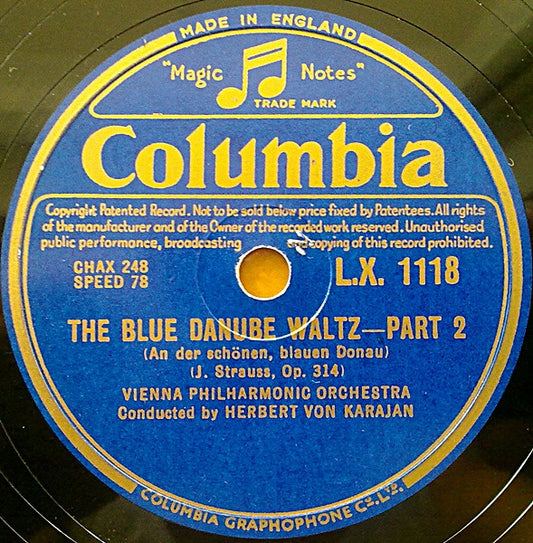 MADE IN ENGLAND
"Magic Notes"
TRADE MARK
Columbia
Copyright Patented Record. Not to be sold below price fixed by Patentees. All rights
of the manufacturer and of the Owner of the recorded work reserved. Unauthorised
public performance, broadcasting and copying of this record prohibited.
CHAX 248
SPEED 78
L.X. 1118
THE BLUE DANUBE WALTZ—PART 2
(An der schönen, blauen Donau)
(J. Strauss, Op. 314)
VIENNA PHILHARMONIC ORCHESTRA
Conducted by HERBERT VON KARAJAN
COLUMBIA GRAPHOPHONE Co. LTD.